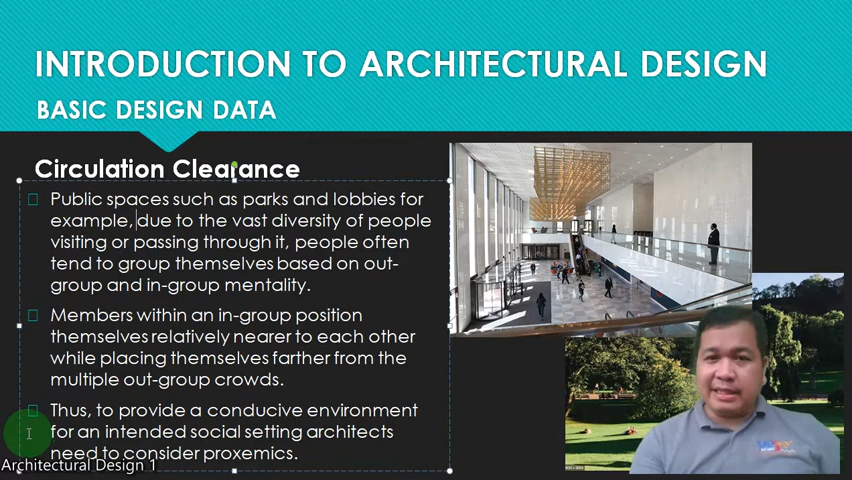 INTRODUCTION TO ARCHITECTURAL DESIGN
BASIC DESIGN DATA
Circulation Clearance
Public spaces such as parks and lobbies for
example, due to the vast diversity of people
visiting or passing through it, people often
tend to group themselves based on out-
group and in-group mentality.
Members within an in-group position
themselves relatively nearer to each other
while placing themselves farther from the
multiple out-group crowds.
Thus, to provide a conducive environment
for an intended social setting architects
need to consider proxemics.
Architectural Design 1